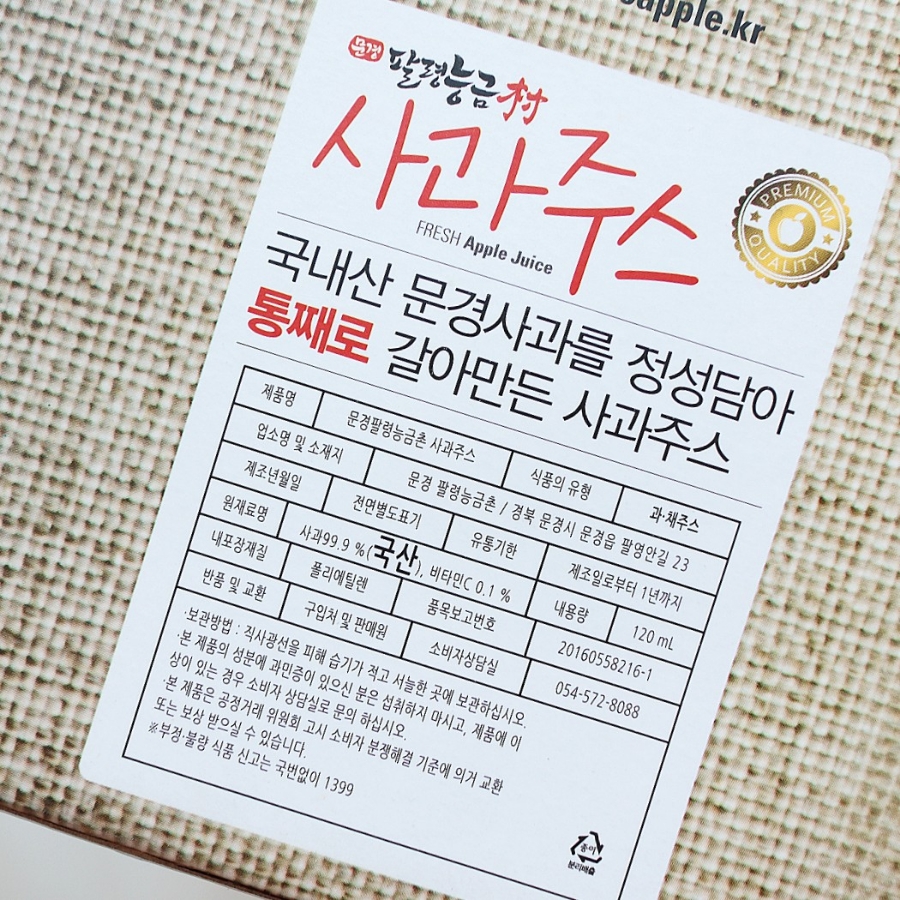 apple.kr
문경 팔령능금村
사과주스
FRESH Apple Juice
PREMIUM QUALITY
국내산 문경사과를 정성담아
통째로 갈아만든 사과주스
제품명 문경팔령능금촌 사과주스 식품의 유형 과·채주스
업소명 및 소재지 문경 팔령능금촌 / 경북 문경시 문경읍 팔영안길 23
제조년월일 전면별도표기 유통기한 제조일로부터 1년까지
원재료명 사과99.9 %(국산), 비타민C 0.1 % 내용량 120 mL
내포장재질 폴리에틸렌 품목보고번호 20160558216-1
반품 및 교환 구입처 및 판매원 소비자상담실 054-572-8088
·보관방법 : 직사광선을 피해 습기가 적고 서늘한 곳에 보관하십시오.
·본 제품의 성분에 과민증이 있으신 분은 섭취하지 마시고, 제품에 이
상이 있는 경우 소비자 상담실로 문의 하십시오.
·본 제품은 공정거래 위원회 고시 소비자 분쟁해결 기준에 의거 교환
또는 보상 받으실 수 있습니다.
※부정·불량 식품 신고는 국번없이 1399
종이
분리배출